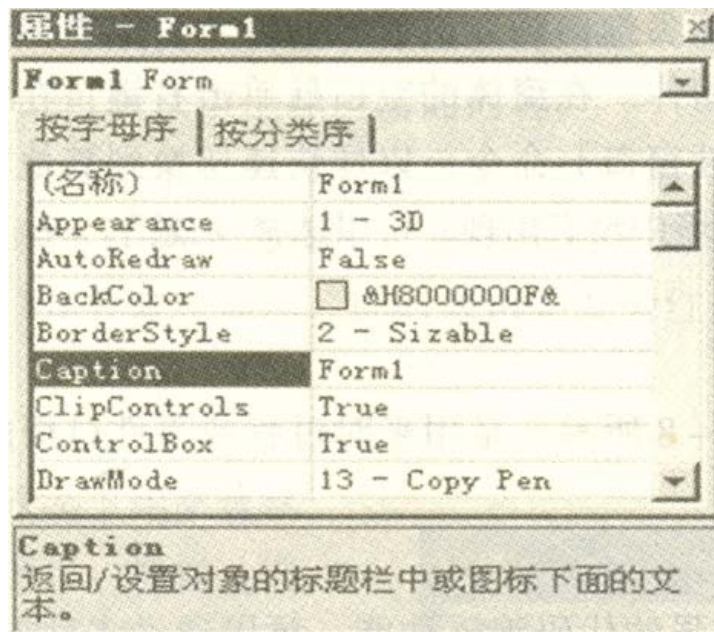 属性 - Form1
Form1 Form
按字母序 按分类序
(名称) Form1
Appearance 1 - 3D
AutoRedraw False
BackColor &H8000000F&
BorderStyle 2 - Sizable
Caption Form1
ClipControls True
ControlBox True
DrawMode 13 - Copy Pen
Caption
返回/设置对象的标题栏中或图标下面的文
本。